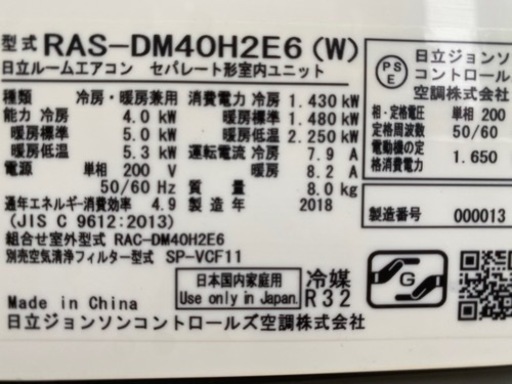 型式 RAS-DM40H2E6 (W)
日立ルームエアコン セパレート形室内ユニット
種類 冷房・暖房兼用 消費電力 冷房 1.430 kW
能力 冷房 4.0 kW 暖房標準 1.480 kW
暖房標準 5.0 kW 暖房低温 2.250 kW
暖房低温 5.3 kW 運転電流 冷房 7.9 A
電源 単相 200 V 暖房 8.2 A
50/60 Hz 質量 8.0 kg
通年エネルギー消費効率 4.9 製造年 2018
(JIS C 9612:2013)
組合せ室外型式 RAC-DM40H2E6
別売空気清浄フィルター型式 SP-VCF11
日本国内家庭用
Use only in Japan.
冷媒
R32
Made in China
日立ジョンソンコントロールズ空調株式会社
PS
E
日立ジョンソン
コントロールズ
空調株式会社
相・定格電圧 単相 200
定格周波数 50/60
電動機の定
格消費電力 1.650
製造番号 000013
G